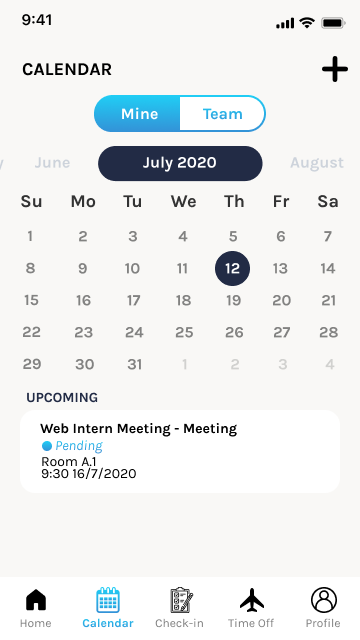 9:41
CALENDAR
Mine Team
June July 2020 August
Su Mo Tu We Th Fr Sa
1 2 3 4 5 6 7
8 9 10 11 12 13 14
15 16 17 18 19 20 21
22 23 24 25 26 27 28
29 30 31 1 2 3 4
UPCOMING
Web Intern Meeting - Meeting
Pending
Room A.1
9:30 16/7/2020
Home Calendar Check-in Time Off Profile